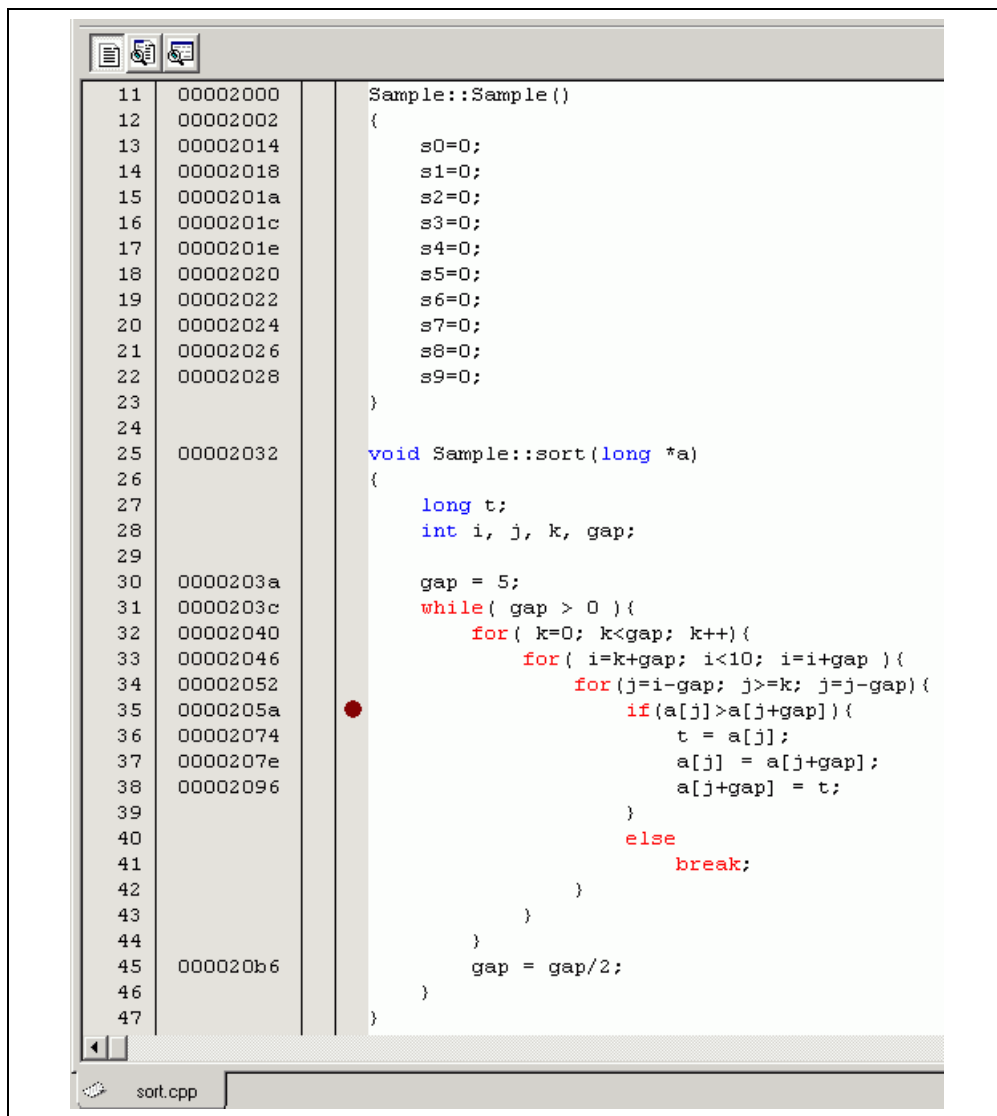 11 00002000 Sample::Sample()
12 00002002 {
13 00002014 s0=0;
14 00002018 s1=0;
15 0000201a s2=0;
16 0000201c s3=0;
17 0000201e s4=0;
18 00002020 s5=0;
19 00002022 s6=0;
20 00002024 s7=0;
21 00002026 s8=0;
22 00002028 s9=0;
23 }
24
25 00002032 void Sample::sort(long *a)
26 {
27 long t;
28 int i, j, k, gap;
29
30 0000203a gap = 5;
31 0000203c while( gap > 0 ){
32 00002040 for( k=0; k<gap; k++){
33 00002046 for( i=k+gap; i<10; i=i+gap ){
34 00002052 for(j=i-gap; j>=k; j=j-gap){
35 0000205a if(a[j]>a[j+gap]){
36 00002074 t = a[j];
37 0000207e a[j] = a[j+gap];
38 00002096 a[j+gap] = t;
39 }
40 else
41 break;
42 }
43 }
44 }
45 000020b6 gap = gap/2;
46 }
47 }
sort.cpp